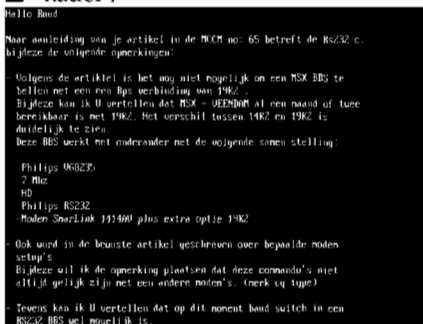 Hallo Ruud
Naar aanleiding van je artikel in de MCCM no: 65 betreft de Rs232 c.
bijdeze de volgende opmerkingen:
- Volgens de artiklel is het nog niet mogelijk om een MSX BBS te
bellen met een een Bps verbinding van 19K2 .
Bijdeze kan ik U vertellen dat MSX - VEENDAM al een maand of twee
bereikbaar is met 19K2. Het verschil tussen 14K2 en 19K2 is
duidelijk te zien.
Deze BBS werkt met onderander met de volgende samen stelling:
Philips VG8235
7 Mhz
HD
Philips RS232
-Modem SmarLink 1414AV plus extra optie 19K2
- Ook word in de bewuste artikel geschreven over bepaalde modem
setup's
Bijdeze wil ik de opmerking plaatsen dat deze commando's niet
altijd gelijk zijn met een andere modem's. (merk cq type)
- Tevens kan ik U vertellen dat op dit moment baud switch in een
RS232 BBS wel mogelijk is.